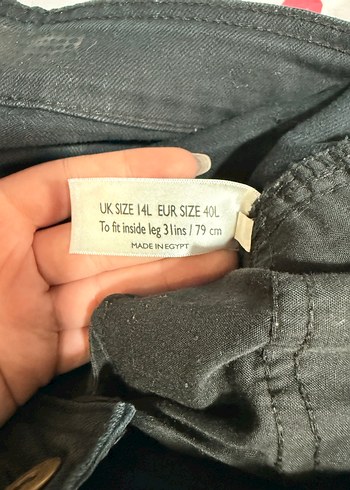 UK SIZE 14L EUR SIZE 40L
To fit inside leg 31ins / 79 cm
MADE IN EGYPT